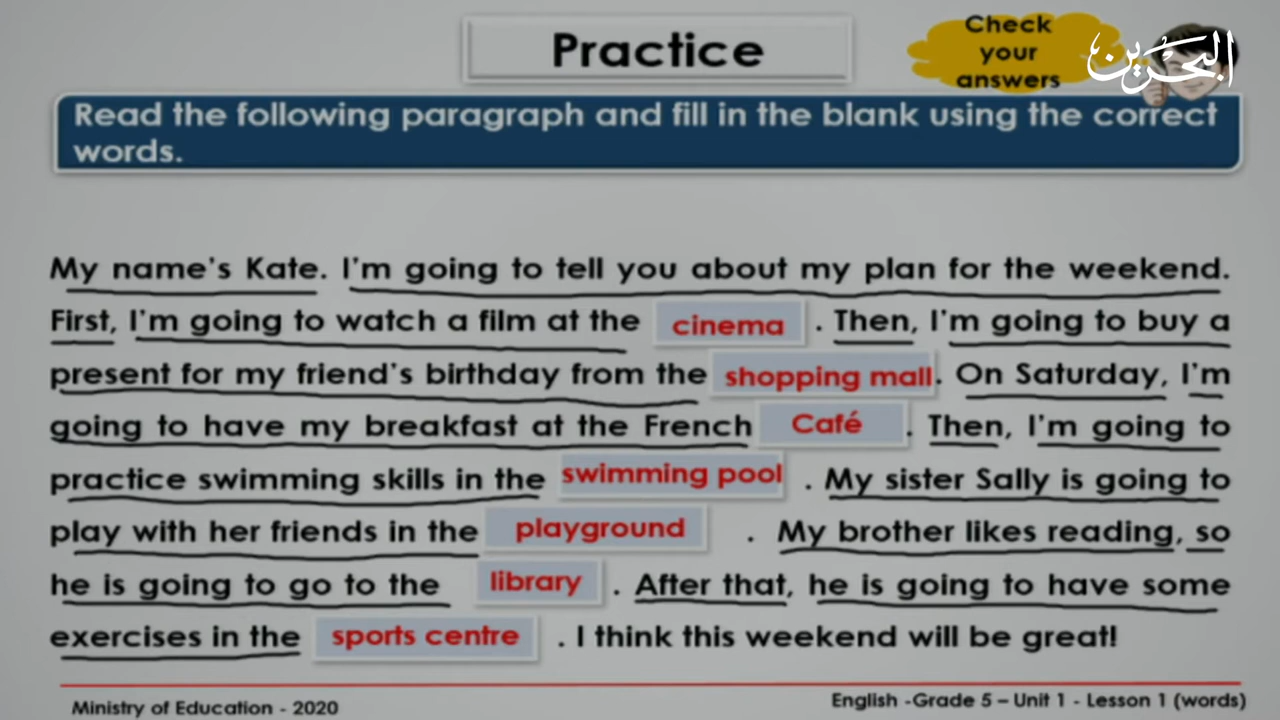 Practice
Check
your
answers
البحرين
Read the following paragraph and fill in the blank using the correct
words.
My name's Kate. I'm going to tell you about my plan for the weekend.
First, I'm going to watch a film at the cinema . Then, I'm going to buy a
present for my friend's birthday from the shopping mall. On Saturday, I'm
going to have my breakfast at the French Café . Then, I'm going to
practice swimming skills in the swimming pool . My sister Sally is going to
play with her friends in the playground . My brother likes reading, so
he is going to go to the library . After that, he is going to have some
exercises in the sports centre . I think this weekend will be great!
Ministry of Education - 2020
English -Grade 5 – Unit 1 - Lesson 1 (words)